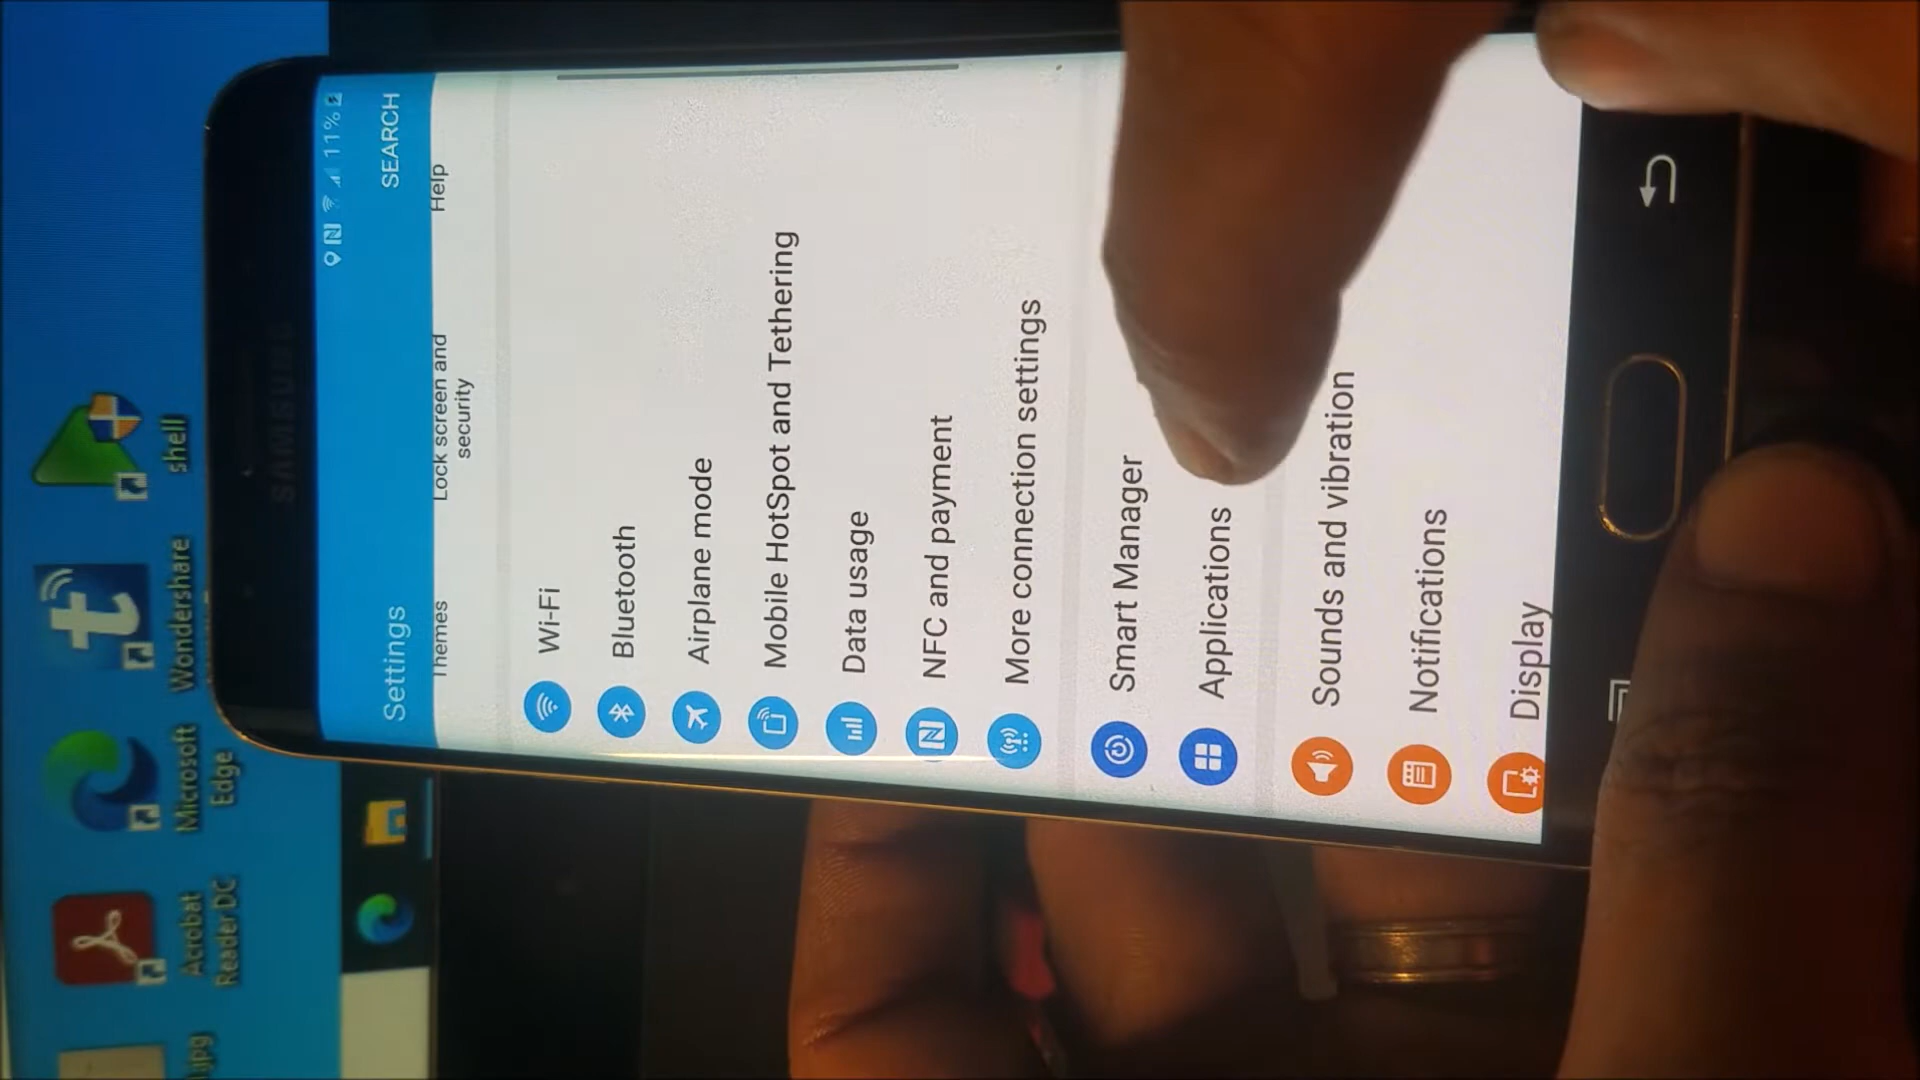 SAMSUNG
11%
Settings
SEARCH
Themes
Lock screen and
security
Help
Wi-Fi
Bluetooth
Airplane mode
Mobile HotSpot and Tethering
Data usage
NFC and payment
More connection settings
Smart Manager
Applications
Sounds and vibration
Notifications
Display
shell
Wondershare
Microsoft
Edge
Acrobat
Reader DC